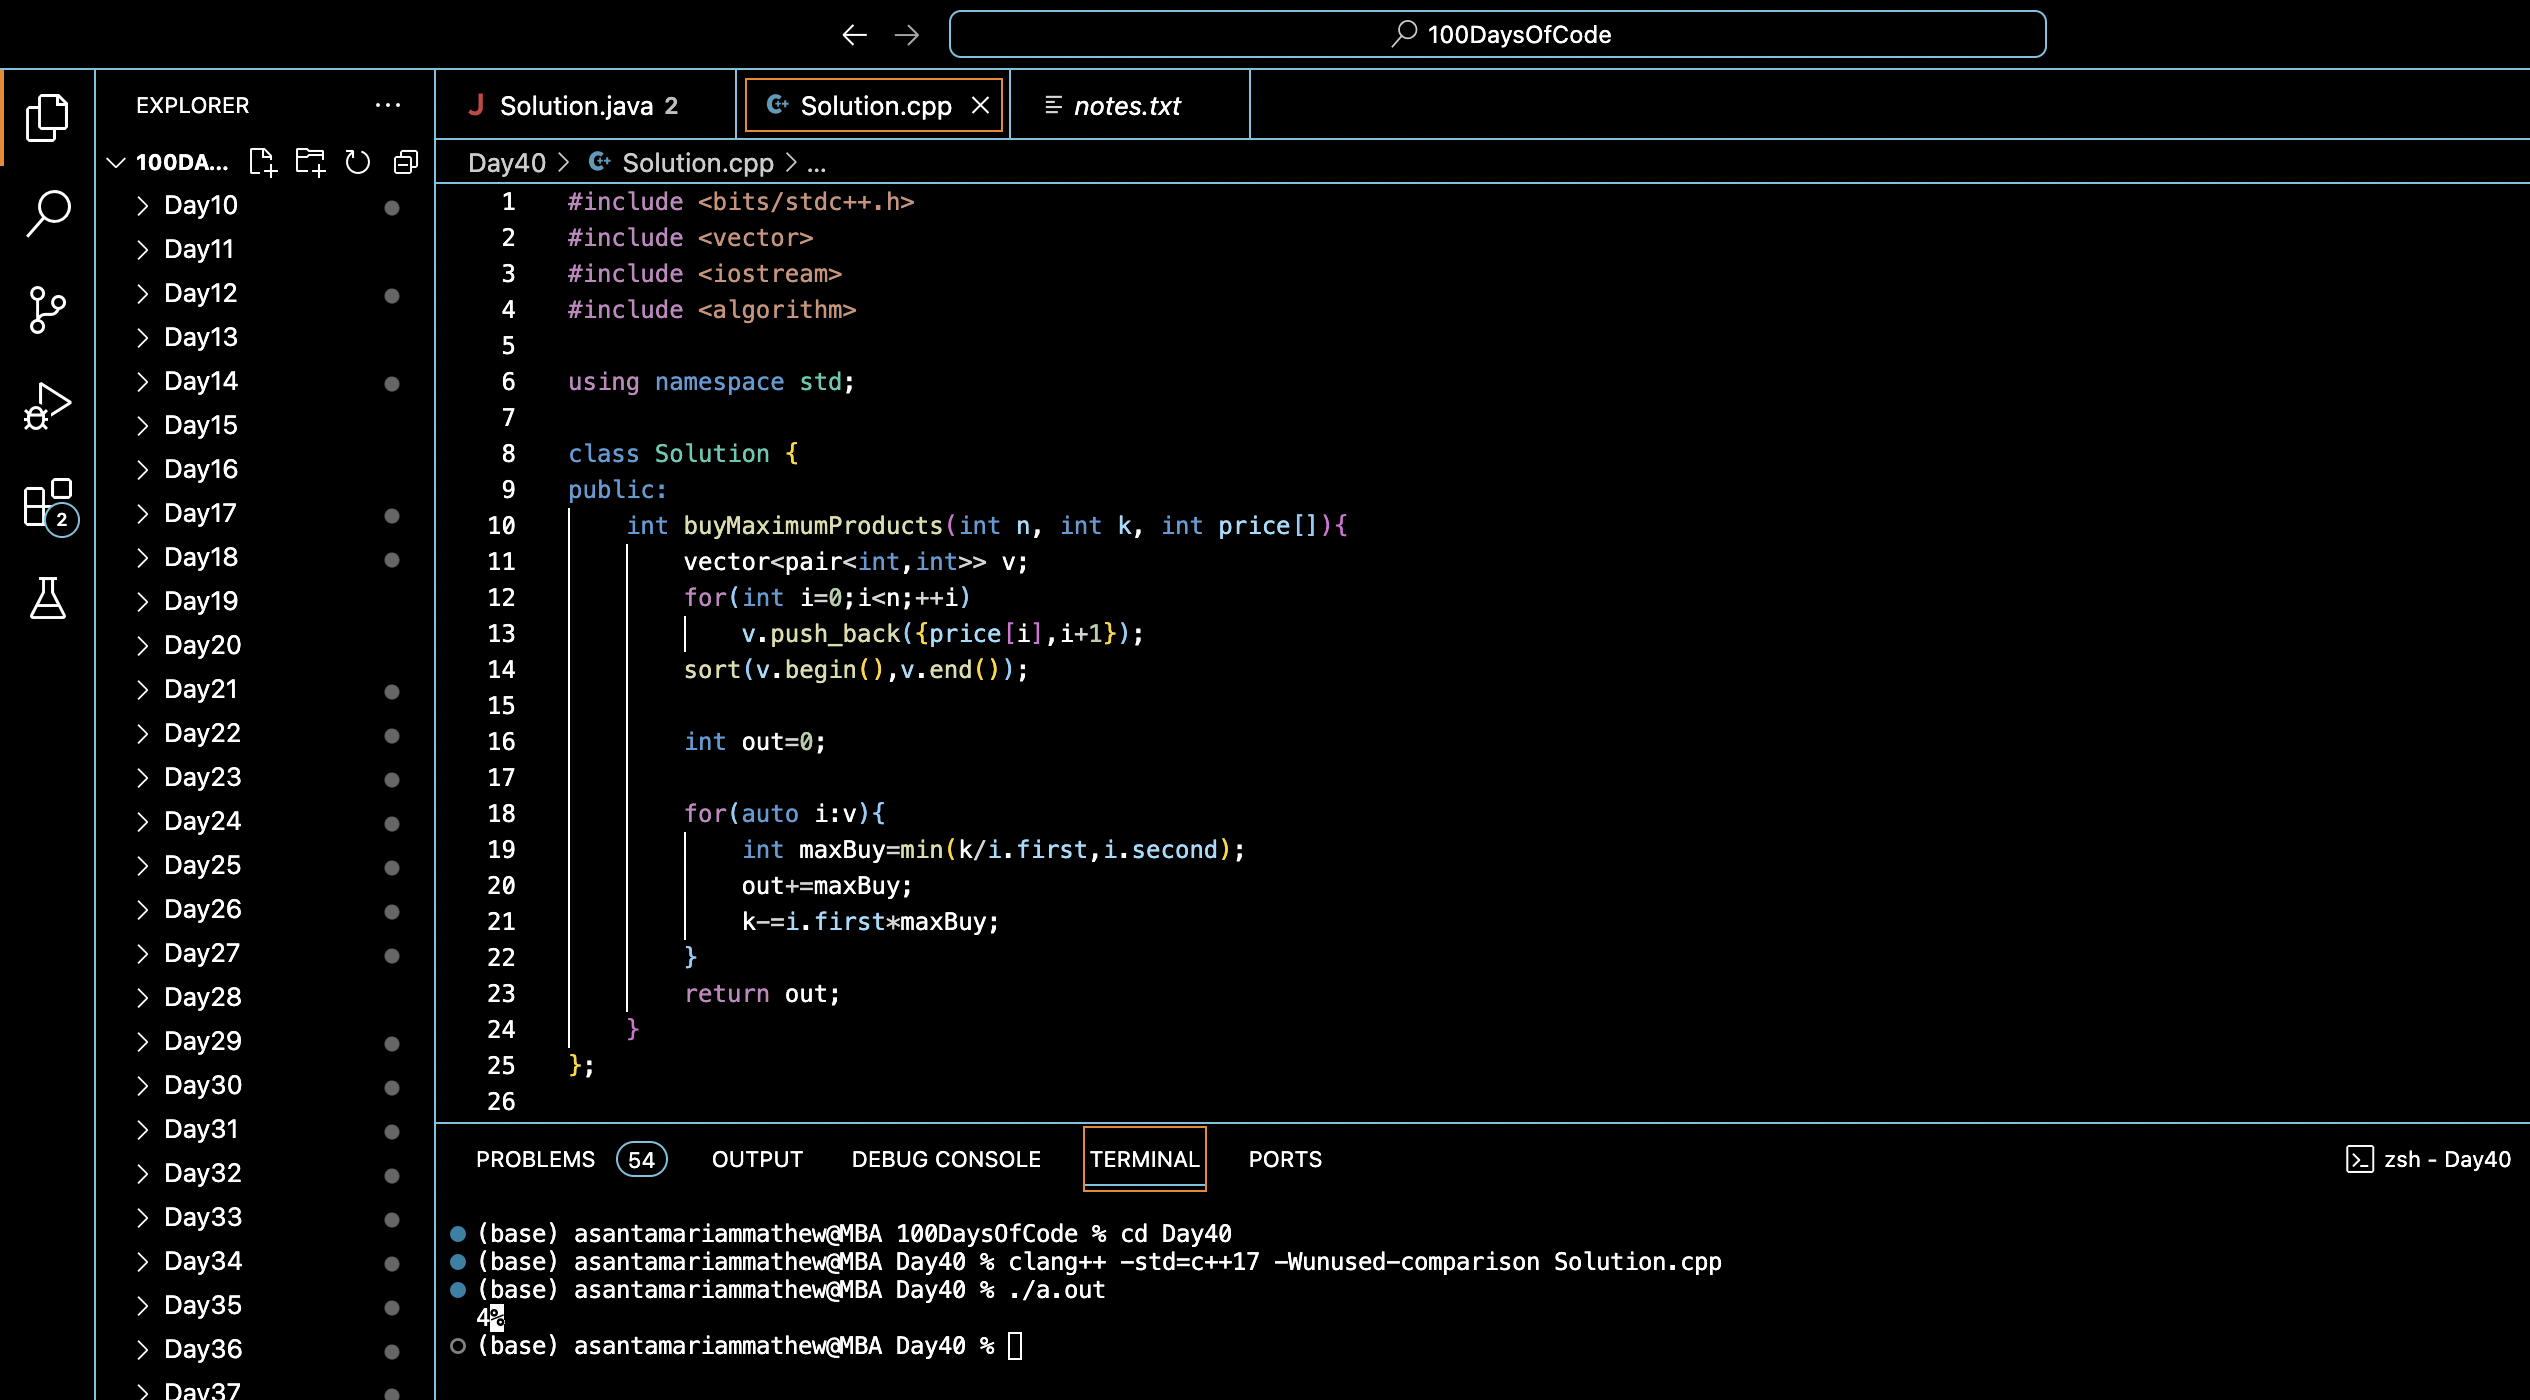 100DaysOfCode
EXPLORER
100DA...
Day10
Day11
Day12
Day13
Day14
Day15
Day16
Day17
Day18
Day19
Day20
Day21
Day22
Day23
Day24
Day25
Day26
Day27
Day28
Day29
Day30
Day31
Day32
Day33
Day34
Day35
Day36
Day37
2
Solution.java 2
Solution.cpp
notes.txt
Day40 > Solution.cpp > ...
1 #include <bits/stdc++.h>
2 #include <vector>
3 #include <iostream>
4 #include <algorithm>
5
6 using namespace std;
7
8 class Solution {
9 public:
10     int buyMaximumProducts(int n, int k, int price[]){
11         vector<pair<int,int>> v;
12         for(int i=0;i<n;++i)
13             v.push_back({price[i],i+1});
14         sort(v.begin(),v.end());
15
16         int out=0;
17
18         for(auto i:v){
19             int maxBuy=min(k/i.first,i.second);
20             out+=maxBuy;
21             k-=i.first*maxBuy;
22         }
23         return out;
24     }
25 };
26
PROBLEMS 54 OUTPUT DEBUG CONSOLE TERMINAL PORTS
zsh - Day40
(base) asantamariammathew@MBA 100DaysOfCode % cd Day40
(base) asantamariammathew@MBA Day40 % clang++ -std=c++17 -Wunused-comparison Solution.cpp
(base) asantamariammathew@MBA Day40 % ./a.out
4%
(base) asantamariammathew@MBA Day40 %